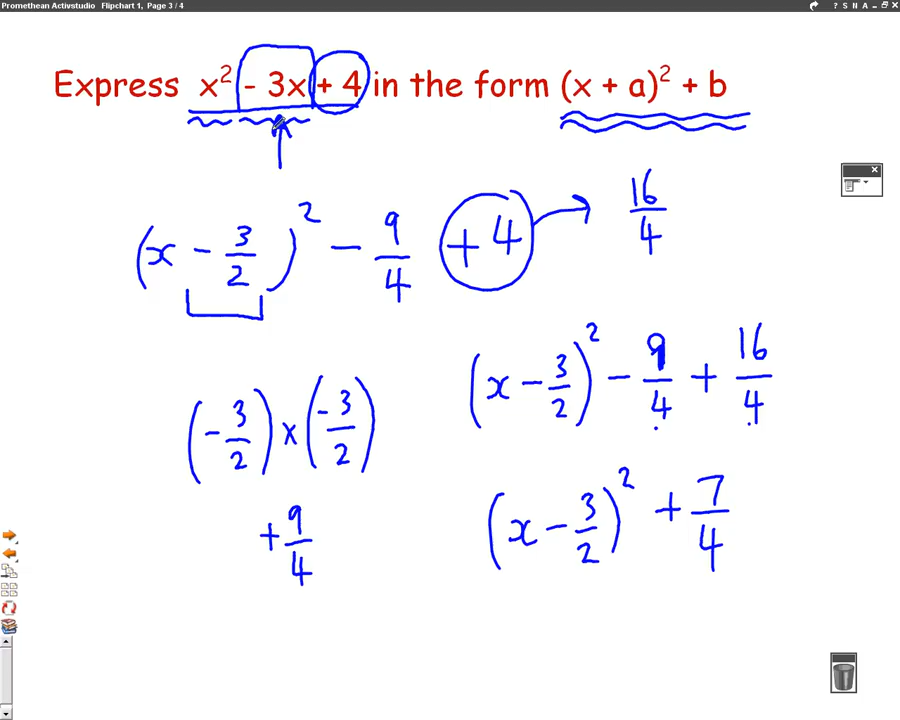 Promethean Activstudio Flipchart 1, Page 3 / 4
? S N A
Express x² - 3x + 4 in the form (x + a)² + b
(x - 3/2)² - 9/4 + 4 → 16/4
(x - 3/2)² - 9/4 + 16/4
(-3/2) x (-3/2)
+ 9/4
(x - 3/2)² + 7/4